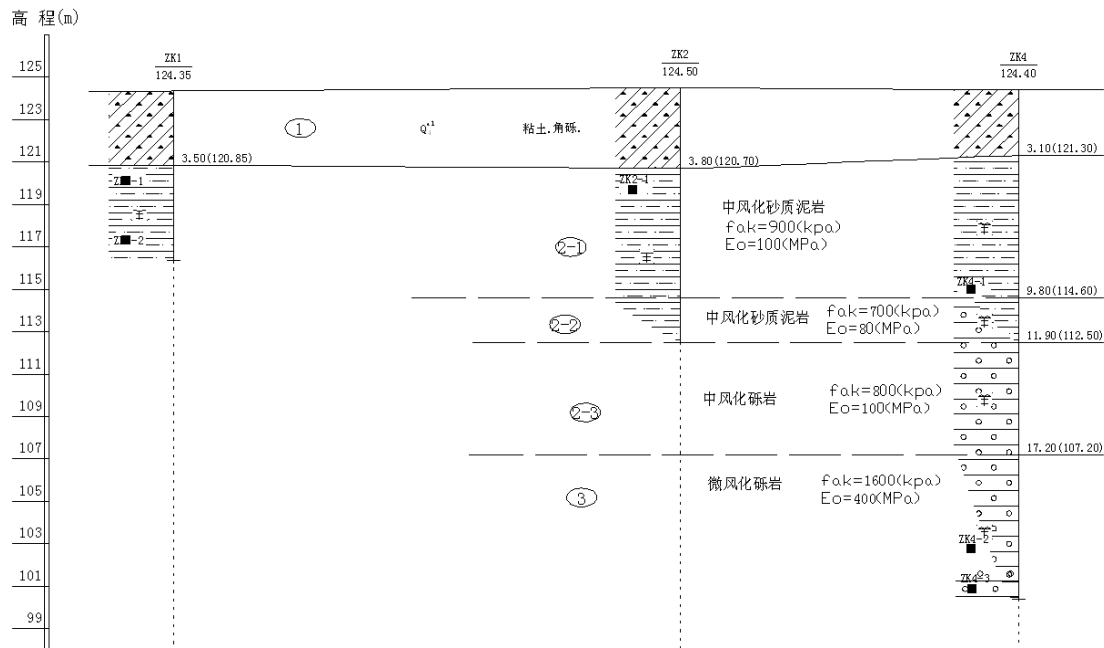 高 程(m)
ZK1
124.35
ZK2
124.50
ZK4
124.40
125
123
121
119
117
115
113
111
109
107
105
103
101
99
①
粘土.角砾.
3.50(120.85)
3.80(120.70)
3.10(121.30)
ZK2-1
中风化砂质泥岩
fak=900(kpa)
Eo=100(MPa)
2-1
ZK4-1
9.80(114.60)
2-2
中风化砂质泥岩
fak=700(kpa)
Eo=80(MPa)
11.90(112.50)
2-3
中风化砾岩
fak=800(kpa)
Eo=100(MPa)
17.20(107.20)
③
微风化砾岩
fak=1600(kpa)
Eo=400(MPa)
ZK4-2
ZK4-3